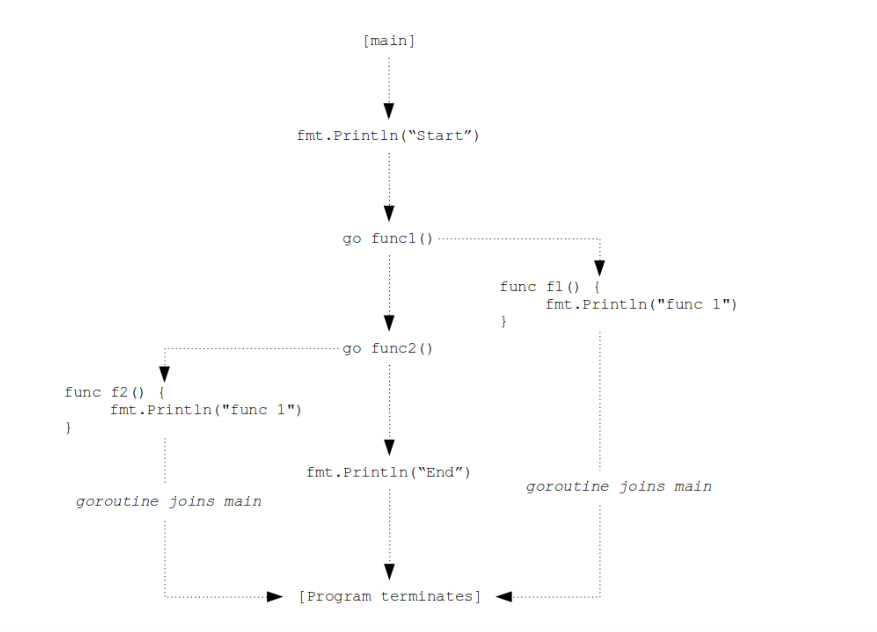 [main]
fmt.Println(“Start”)
go func1()
func f1() {
fmt.Println("func 1")
}
go func2()
func f2() {
fmt.Println("func 1")
}
fmt.Println(“End”)
goroutine joins main
goroutine joins main
[Program terminates]